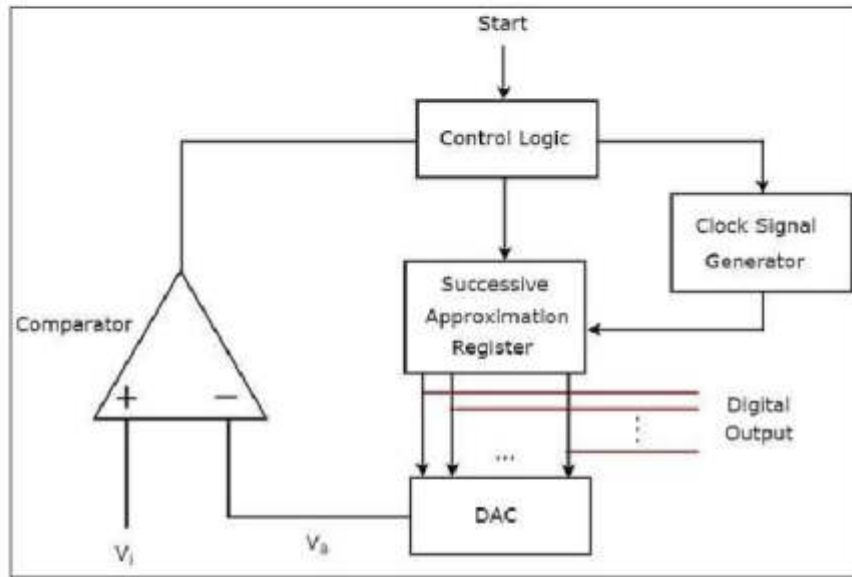 Start
Control Logic
Clock Signal
Generator
Successive
Approximation
Register
Comparator
+
−
Digital
Output
...
DAC
Vi
Va